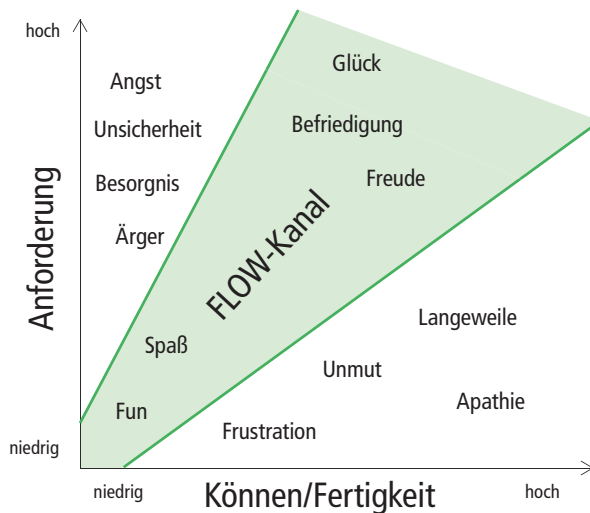 hoch
Glück
Angst
Unsicherheit
Befriedigung
Besorgnis
Freude
Ärger
Anforderung
FLOW-Kanal
Langeweile
Spaß
Unmut
Apathie
Fun
Frustration
niedrig
niedrig
Können/Fertigkeit
hoch